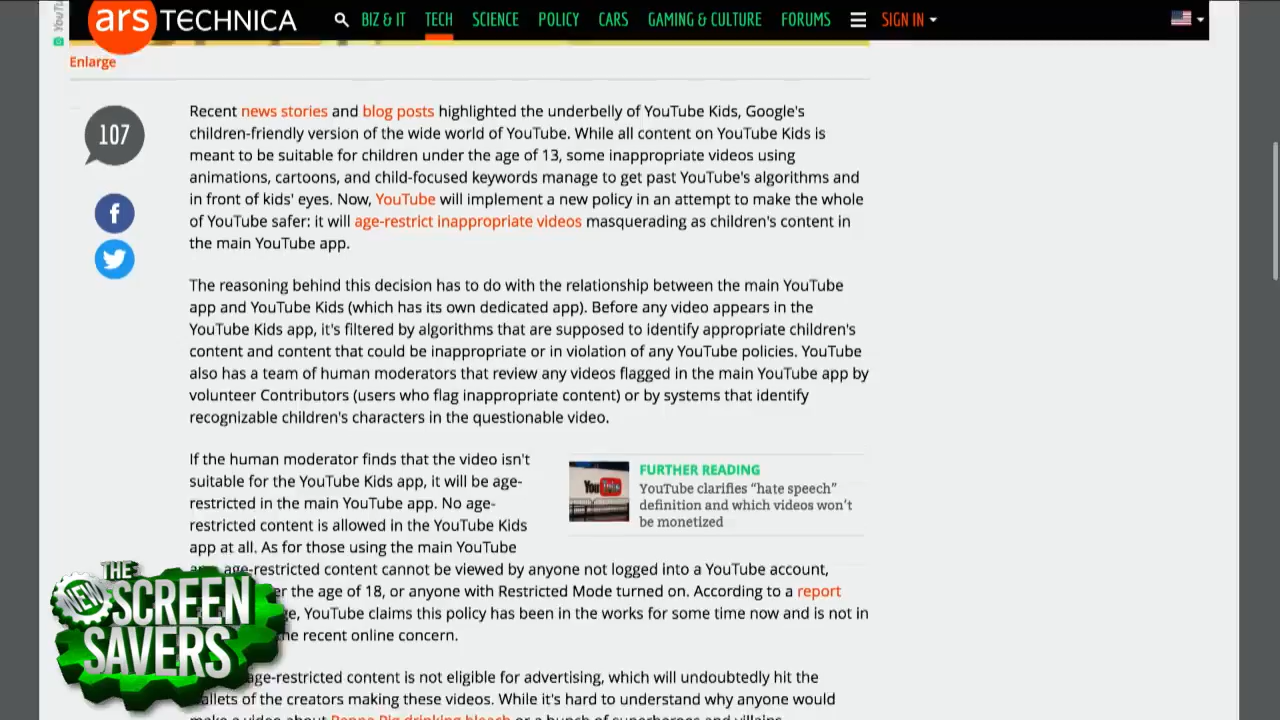 ars TECHNICA
BIZ & IT TECH SCIENCE POLICY CARS GAMING & CULTURE FORUMS SIGN IN
YouTu
Enlarge
107
Recent news stories and blog posts highlighted the underbelly of YouTube Kids, Google's
children-friendly version of the wide world of YouTube. While all content on YouTube Kids is
meant to be suitable for children under the age of 13, some inappropriate videos using
animations, cartoons, and child-focused keywords manage to get past YouTube's algorithms and
in front of kids' eyes. Now, YouTube will implement a new policy in an attempt to make the whole
of YouTube safer: it will age-restrict inappropriate videos masquerading as children's content in
the main YouTube app.
The reasoning behind this decision has to do with the relationship between the main YouTube
app and YouTube Kids (which has its own dedicated app). Before any video appears in the
YouTube Kids app, it's filtered by algorithms that are supposed to identify appropriate children's
content and content that could be inappropriate or in violation of any YouTube policies. YouTube
also has a team of human moderators that review any videos flagged in the main YouTube app by
volunteer Contributors (users who flag inappropriate content) or by systems that identify
recognizable children's characters in the questionable video.
If the human moderator finds that the video isn't
suitable for the YouTube Kids app, it will be age-
restricted in the main YouTube app. No age-
restricted content is allowed in the YouTube Kids
app at all. As for those using the main YouTube
age-restricted content cannot be viewed by anyone not logged into a YouTube account,
the age of 18, or anyone with Restricted Mode turned on. According to a report
YouTube claims this policy has been in the works for some time now and is not in
the recent online concern.
age-restricted content is not eligible for advertising, which will undoubtedly hit the
wallets of the creators making these videos. While it's hard to understand why anyone would
make a video about Peppa Pig drinking bleach or a bunch of superheroes and villains
FURTHER READING
YouTube clarifies “hate speech”
definition and which videos won’t
be monetized
YouTube
THE
NEW
SCREEN
SAVERS